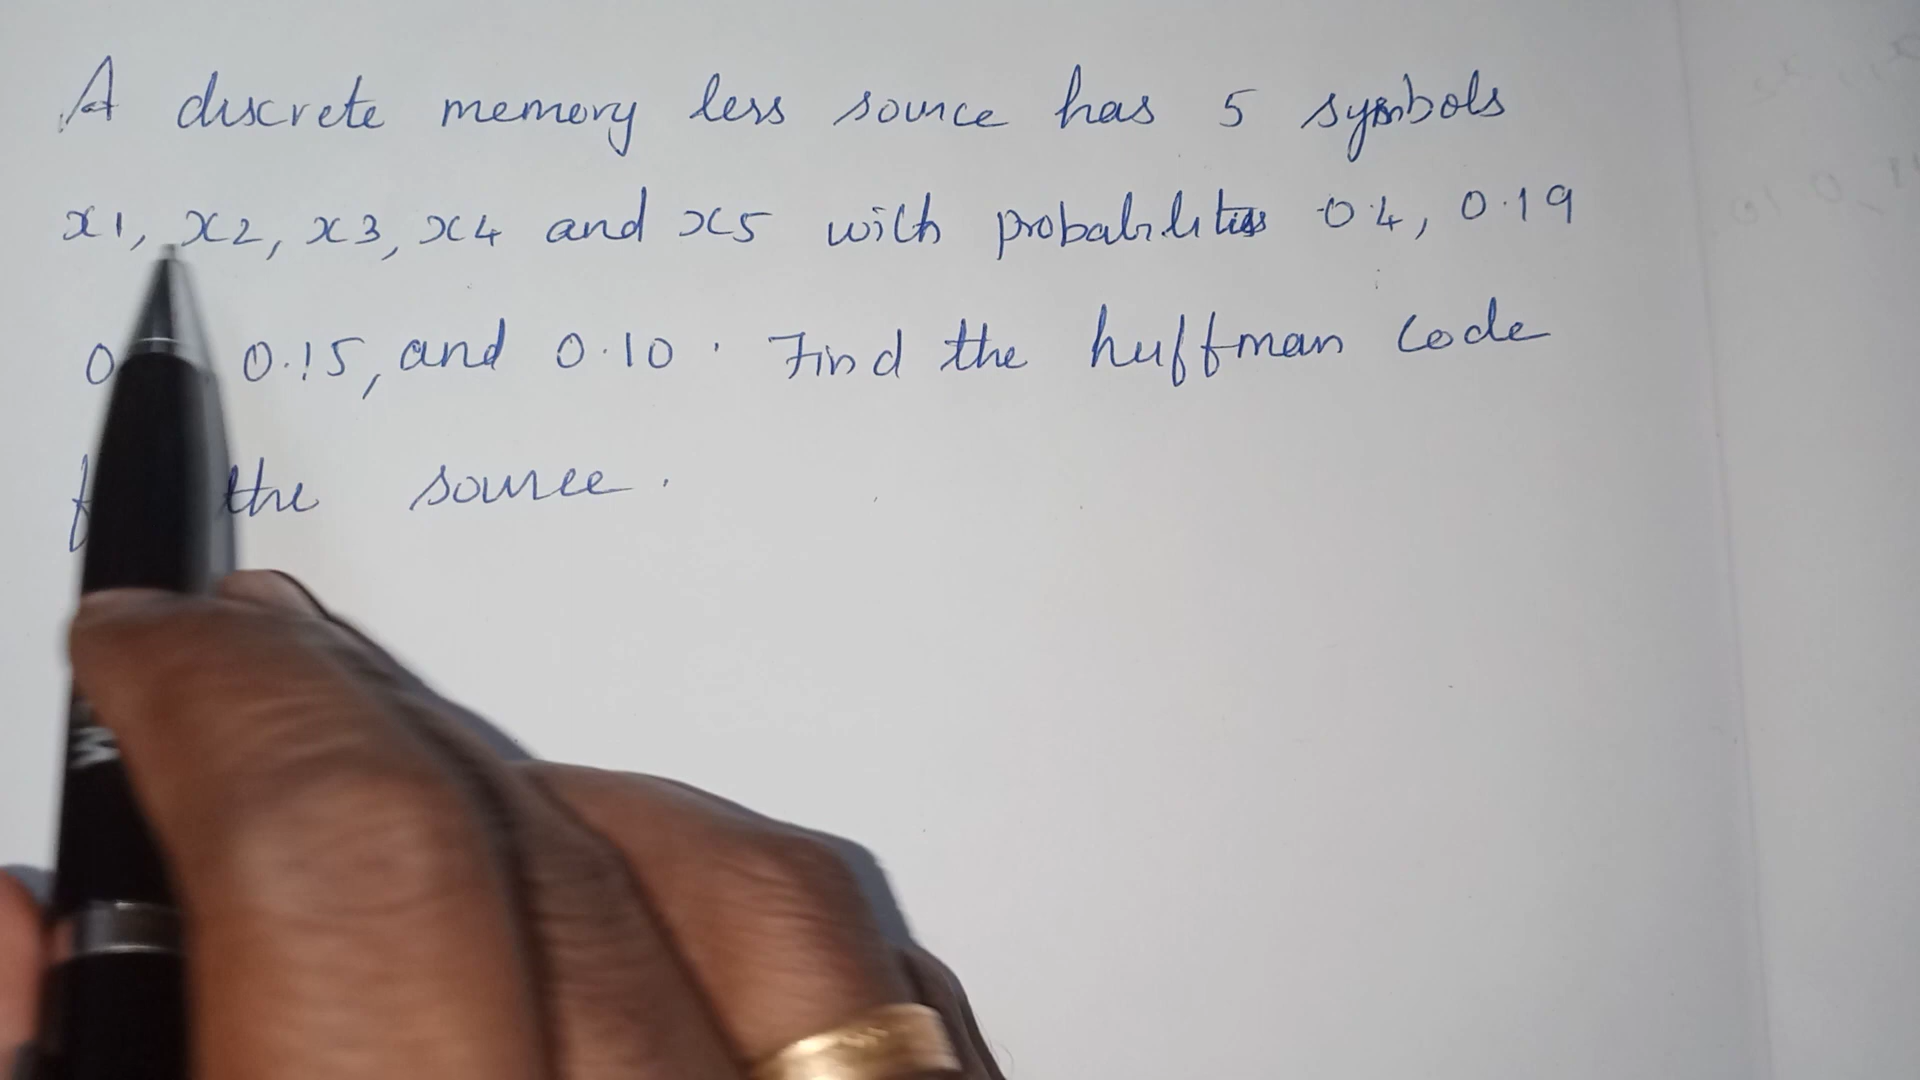 A discrete memory less source has 5 symbols
x1, x2, x3, x4 and x5 with probabilities 0.4, 0.19
0.15, and 0.10. Find the huffman code
the source.